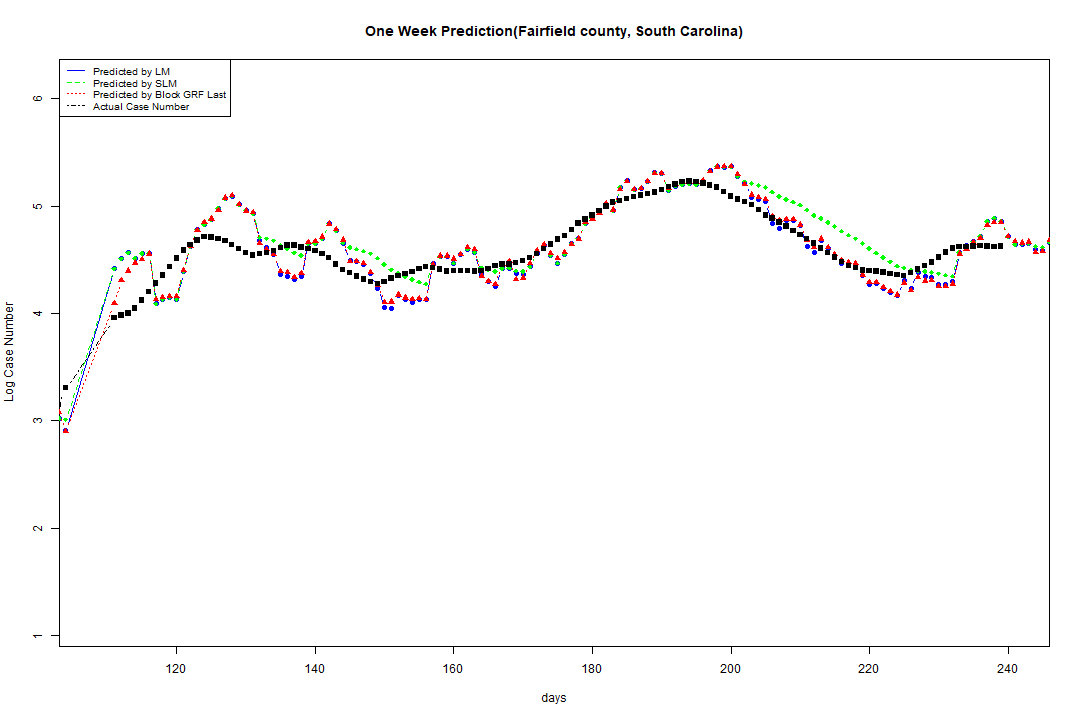 One Week Prediction(Fairfield county, South Carolina)
Predicted by LM
Predicted by SLM
Predicted by Block GRF Last
Actual Case Number
6
5
4
3
2
1
Log Case Number
120 140 160 180 200 220 240
days